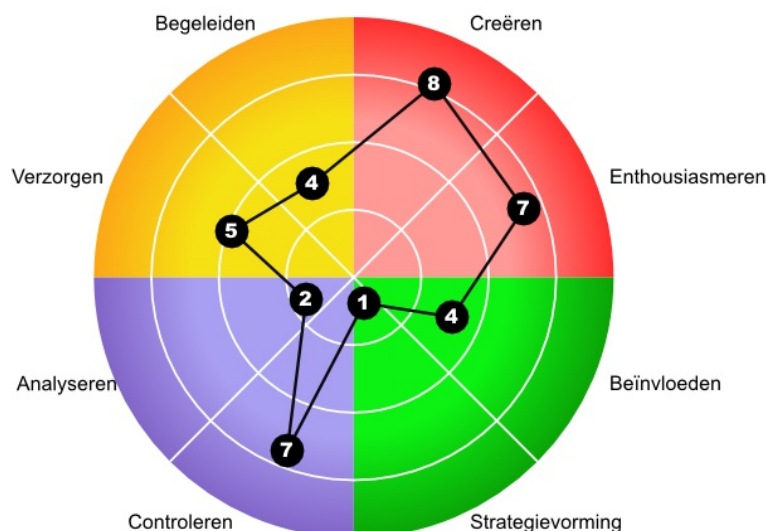 Begeleiden
Creëren
8
4
Verzorgen
Enthousiasmeren
7
5
2
1
4
Analyseren
Beïnvloeden
7
Controleren
Strategievorming